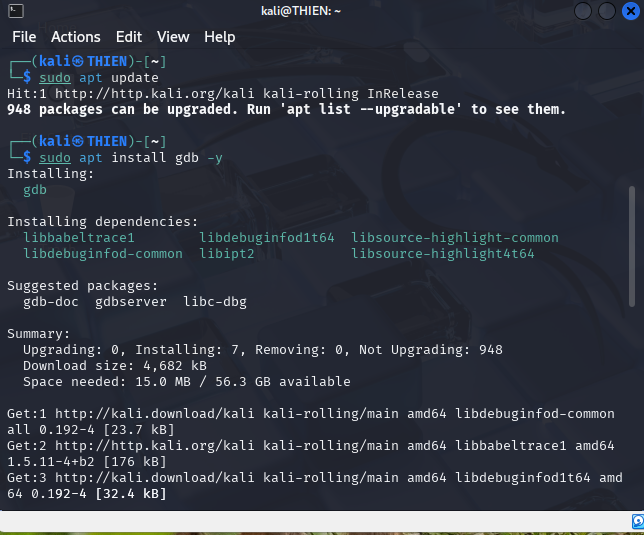 kali@THIEN: ~
File Actions Edit View Help
┌──(kali㉿THIEN)-[~]
└─$ sudo apt update
Hit:1 http://http.kali.org/kali kali-rolling InRelease
948 packages can be upgraded. Run 'apt list --upgradable' to see them.
┌──(kali㉿THIEN)-[~]
└─$ sudo apt install gdb -y
Installing:
gdb
Installing dependencies:
libbabeltrace1 libdebuginfod1t64 libsource-highlight-common
libdebuginfod-common libipt2 libsource-highlight4t64
Suggested packages:
gdb-doc gdbserver libc-dbg
Summary:
Upgrading: 0, Installing: 7, Removing: 0, Not Upgrading: 948
Download size: 4,682 kB
Space needed: 15.0 MB / 56.3 GB available
Get:1 http://kali.download/kali kali-rolling/main amd64 libdebuginfod-common
all 0.192-4 [23.7 kB]
Get:2 http://http.kali.org/kali kali-rolling/main amd64 libbabeltrace1 amd64
1.5.11-4+b2 [176 kB]
Get:3 http://kali.download/kali kali-rolling/main amd64 libdebuginfod1t64 amd
64 0.192-4 [32.4 kB]